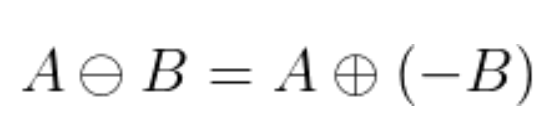 A ⊖ B = A ⊕ (−B)